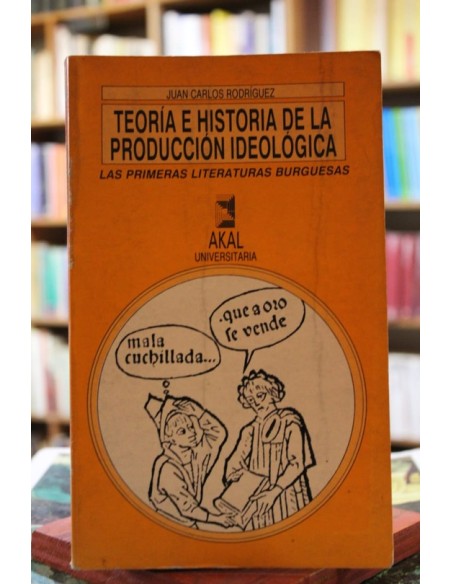 JUAN CARLOS RODRÍGUEZ
TEORÍA E HISTORIA DE LA
PRODUCCIÓN IDEOLÓGICA
LAS PRIMERAS LITERATURAS BURGUESAS
AKAL
UNIVERSITARIA
mala
cuchillada...
.que a oro
se vende